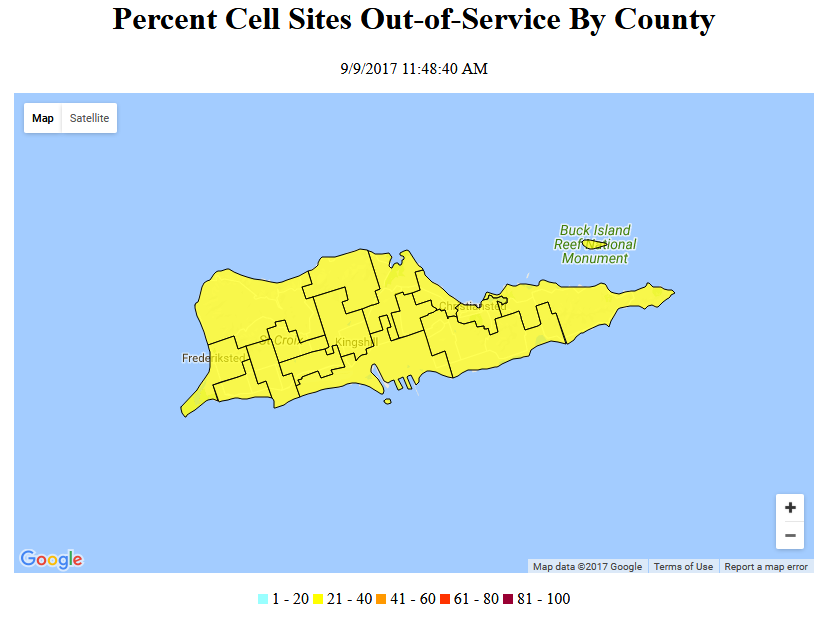 Percent Cell Sites Out-of-Service By County
9/9/2017 11:48:40 AM
Map Satellite
Buck Island
Reef National
Monument
Christiansted
St Croix
Kingshill
Frederiksted
+
−
Google
Map data ©2017 Google Terms of Use Report a map error
1 - 20 21 - 40 41 - 60 61 - 80 81 - 100